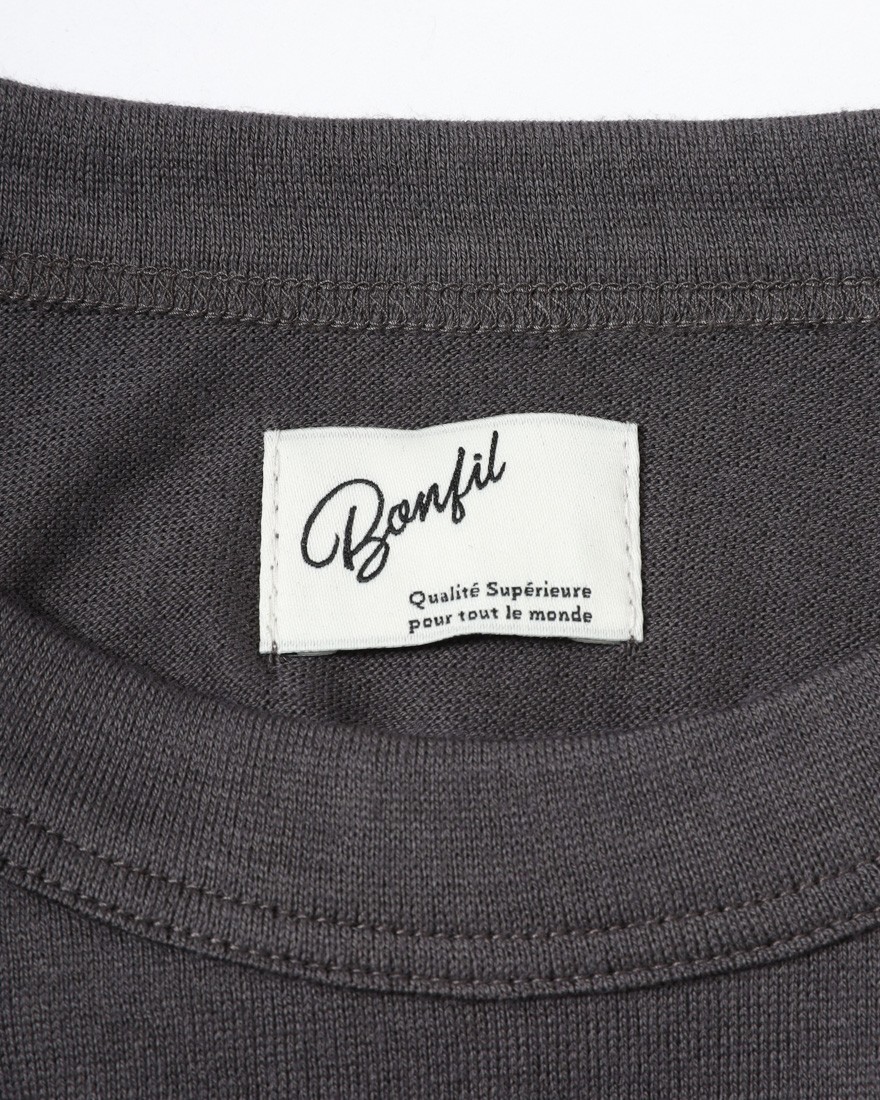 Bonfil
Qualité Supérieure
pour tout le monde